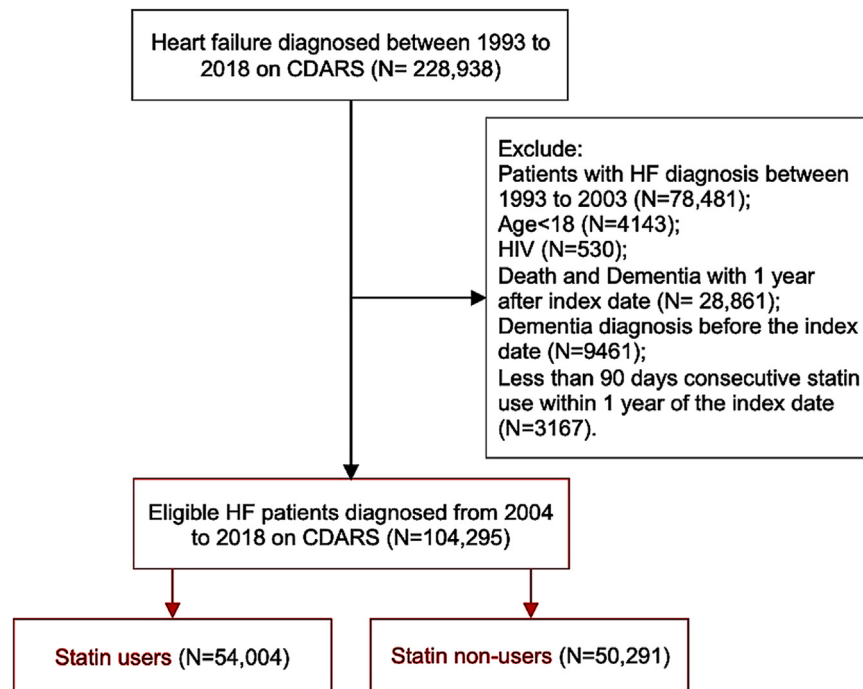 Heart failure diagnosed between 1993 to
2018 on CDARS (N= 228,938)
Exclude:
Patients with HF diagnosis between
1993 to 2003 (N=78,481);
Age<18 (N=4143);
HIV (N=530);
Death and Dementia with 1 year
after index date (N= 28,861);
Dementia diagnosis before the index
date (N=9461);
Less than 90 days consecutive statin
use within 1 year of the index date
(N=3167).
Eligible HF patients diagnosed from 2004
to 2018 on CDARS (N=104,295)
Statin users (N=54,004)
Statin non-users (N=50,291)